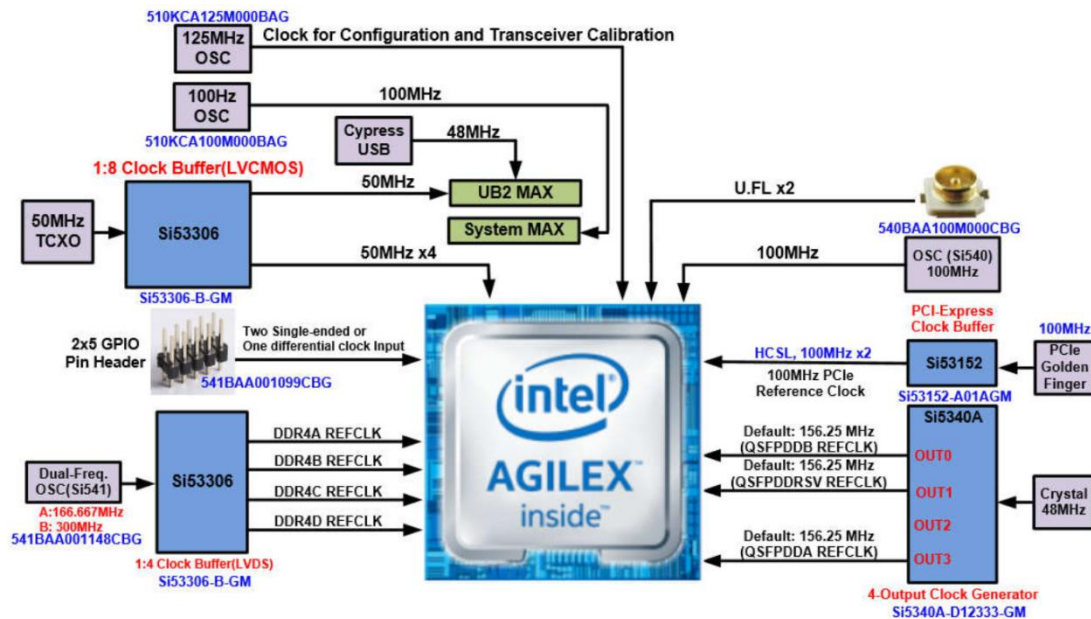 510KCA125M000BAG
125MHz
OSC
Clock for Configuration and Transceiver Calibration
100Hz
OSC
100MHz
510KCA100M000BAG
Cypress
USB
48MHz
1:8 Clock Buffer(LVCMOS)
50MHz
UB2 MAX
System MAX
50MHz
TCXO
Si53306
50MHz x4
Si53306-B-GM
U.FL x2
540BAA100M000CBG
OSC (Si540)
100MHz
100MHz
2x5 GPIO
Pin Header
Two Single-ended or
One differential clock Input
541BAA001099CBG
PCI-Express
Clock Buffer
HCSL, 100MHz x2
100MHz PCIe
Reference Clock
Si53152
Si53152-A01AGM
100MHz
PCIe
Golden
Finger
intel
AGILEX™
inside™
Dual-Freq.
OSC(Si541)
A:166.667MHz
B: 300MHz
541BAA001148CBG
Si53306
DDR4A REFCLK
DDR4B REFCLK
DDR4C REFCLK
DDR4D REFCLK
1:4 Clock Buffer(LVDS)
Si53306-B-GM
Si5340A
Default: 156.25 MHz
(QSFPDDB REFCLK)
OUT0
Default: 156.25 MHz
(QSFPDDRSV REFCLK)
OUT1
OUT2
Default: 156.25 MHz
(QSFPDDA REFCLK)
OUT3
Crystal
48MHz
4-Output Clock Generator
Si5340A-D12333-GM